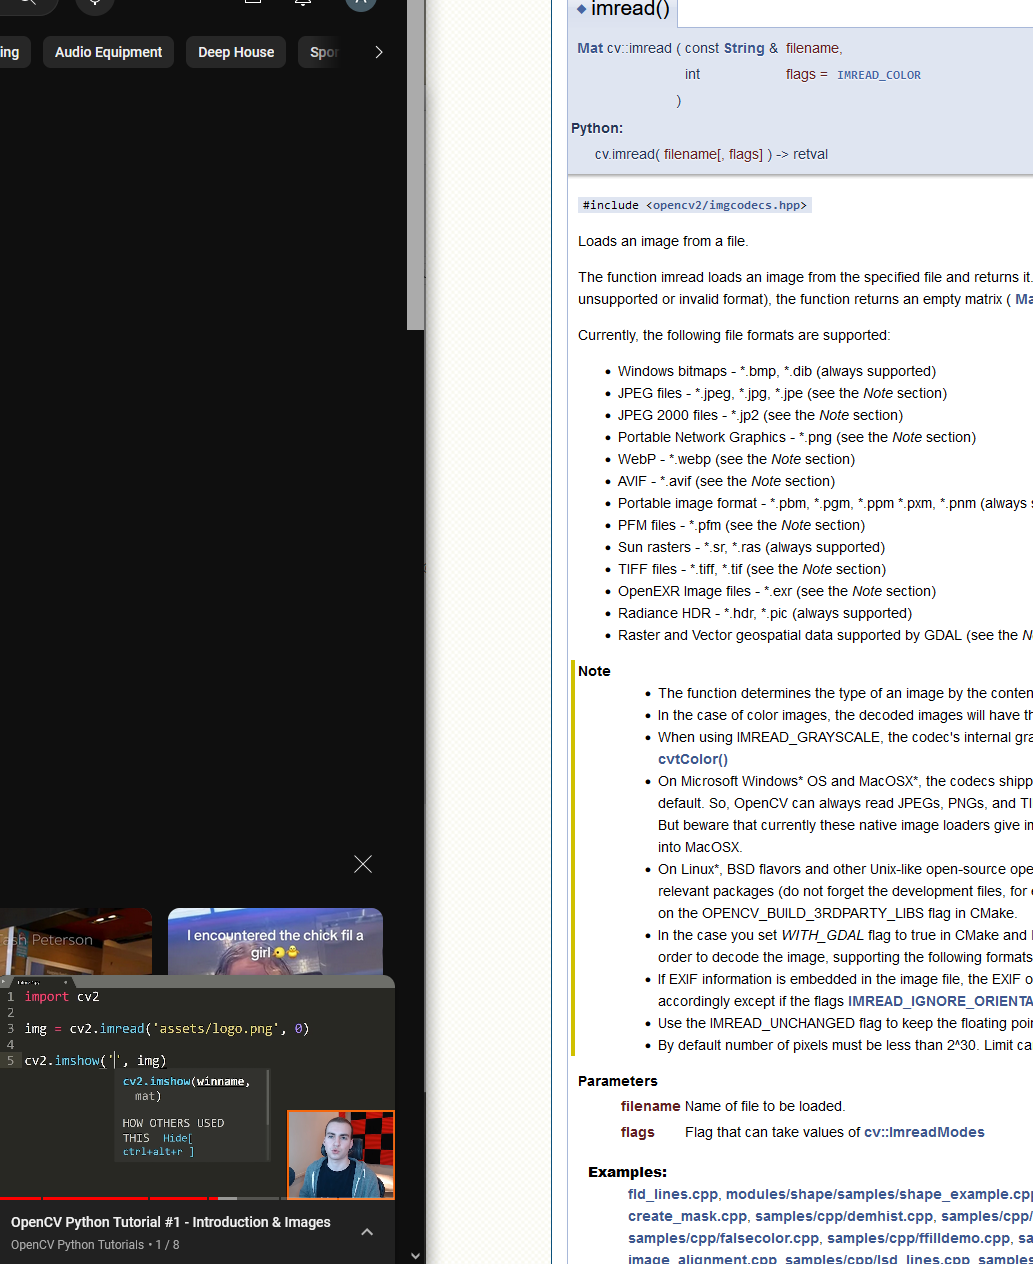 ing
Audio Equipment
Deep House
Spor
ash Peterson
I encountered the chick fil a
girl
1 import cv2
2
3 img = cv2.imread('assets/logo.png', 0)
4
5 cv2.imshow('', img)
cv2.imshow(winname,
mat)
HOW OTHERS USED
THIS Hide[
ctrl+alt+r ]
OpenCV Python Tutorial #1 - Introduction & Images
OpenCV Python Tutorials • 1 / 8
◆ imread()
Mat cv::imread ( const String & filename,
int flags = IMREAD_COLOR
)
Python:
cv.imread( filename[, flags] ) -> retval
#include <opencv2/imgcodecs.hpp>
Loads an image from a file.
The function imread loads an image from the specified file and returns it.
unsupported or invalid format), the function returns an empty matrix ( Ma
Currently, the following file formats are supported:
• Windows bitmaps - *.bmp, *.dib (always supported)
• JPEG files - *.jpeg, *.jpg, *.jpe (see the Note section)
• JPEG 2000 files - *.jp2 (see the Note section)
• Portable Network Graphics - *.png (see the Note section)
• WebP - *.webp (see the Note section)
• AVIF - *.avif (see the Note section)
• Portable image format - *.pbm, *.pgm, *.ppm *.pxm, *.pnm (always
• PFM files - *.pfm (see the Note section)
• Sun rasters - *.sr, *.ras (always supported)
• TIFF files - *.tiff, *.tif (see the Note section)
• OpenEXR Image files - *.exr (see the Note section)
• Radiance HDR - *.hdr, *.pic (always supported)
• Raster and Vector geospatial data supported by GDAL (see the N
Note
• The function determines the type of an image by the conten
• In the case of color images, the decoded images will have th
• When using IMREAD_GRAYSCALE, the codec's internal gra
cvtColor()
• On Microsoft Windows* OS and MacOSX*, the codecs shipp
default. So, OpenCV can always read JPEGs, PNGs, and TI
But beware that currently these native image loaders give im
into MacOSX.
• On Linux*, BSD flavors and other Unix-like open-source ope
relevant packages (do not forget the development files, for
on the OPENCV_BUILD_3RDPARTY_LIBS flag in CMake.
• In the case you set WITH_GDAL flag to true in CMake and
order to decode the image, supporting the following formats
• If EXIF information is embedded in the image file, the EXIF o
accordingly except if the flags IMREAD_IGNORE_ORIENTA
• Use the IMREAD_UNCHANGED flag to keep the floating poi
• By default number of pixels must be less than 2^30. Limit ca
Parameters
filename Name of file to be loaded.
flags Flag that can take values of cv::ImreadModes
Examples:
fld_lines.cpp, modules/shape/samples/shape_example.cp
create_mask.cpp, samples/cpp/demhist.cpp, samples/cpp/
samples/cpp/falsecolor.cpp, samples/cpp/ffilldemo.cpp, sa
image_alignment.cpp, samples/cpp/lsd_lines.cpp, samples